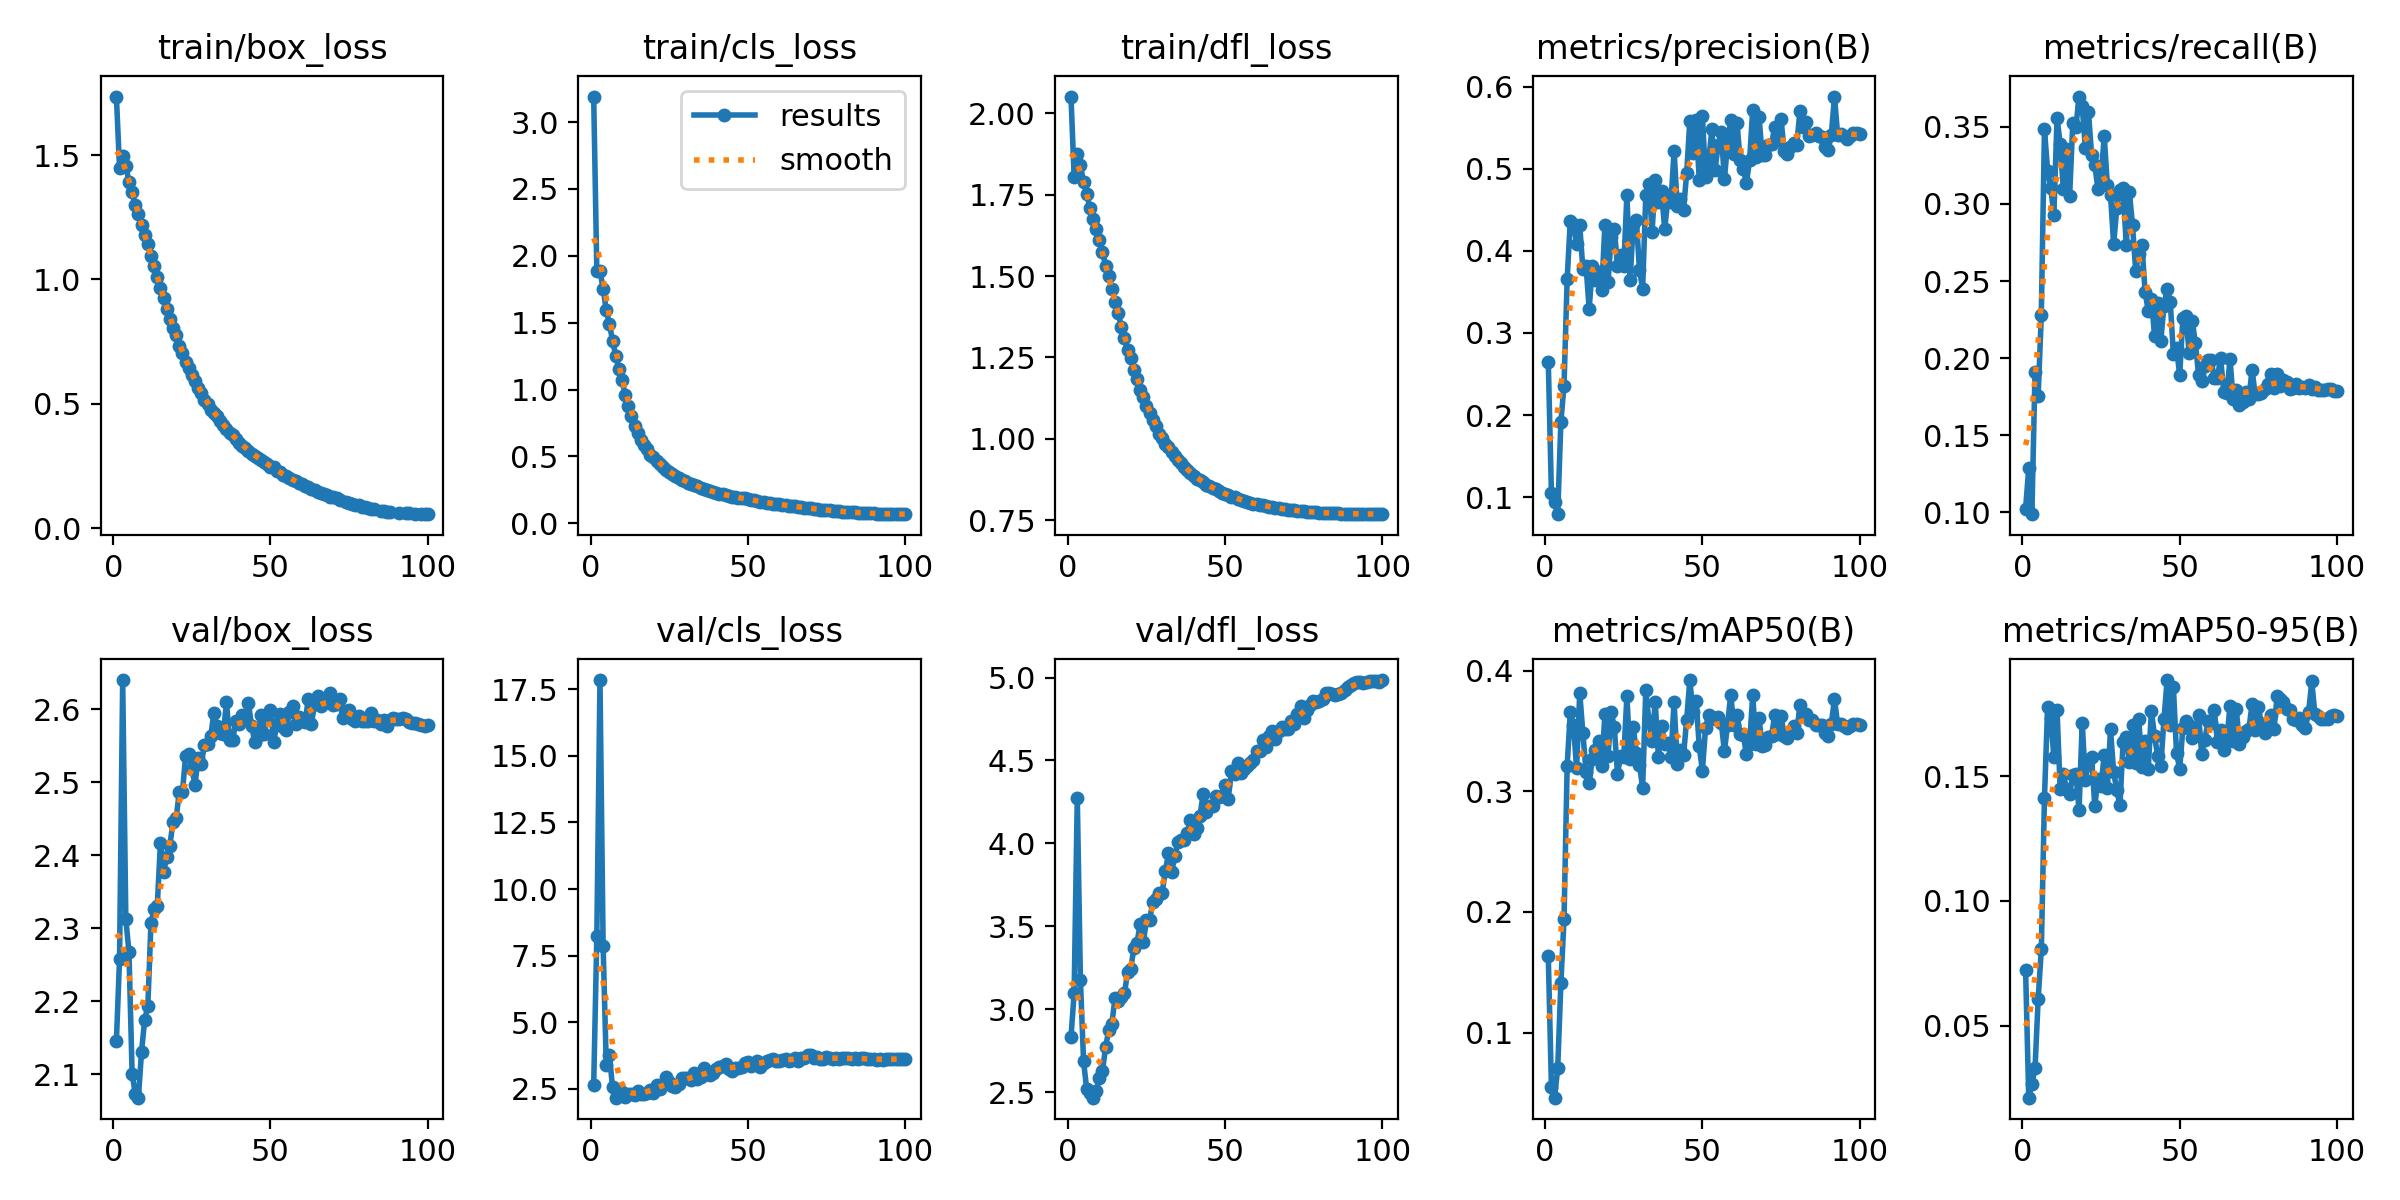 train/box_loss
1.5
1.0
0.5
0.0
0 50 100
train/cls_loss
results
smooth
3.0
2.5
2.0
1.5
1.0
0.5
0.0
0 50 100
train/dfl_loss
2.00
1.75
1.50
1.25
1.00
0.75
0 50 100
metrics/precision(B)
0.6
0.5
0.4
0.3
0.2
0.1
0 50 100
metrics/recall(B)
0.35
0.30
0.25
0.20
0.15
0.10
0 50 100
val/box_loss
2.6
2.5
2.4
2.3
2.2
2.1
0 50 100
val/cls_loss
17.5
15.0
12.5
10.0
7.5
5.0
2.5
0 50 100
val/dfl_loss
5.0
4.5
4.0
3.5
3.0
2.5
0 50 100
metrics/mAP50(B)
0.4
0.3
0.2
0.1
0 50 100
metrics/mAP50-95(B)
0.15
0.10
0.05
0 50 100